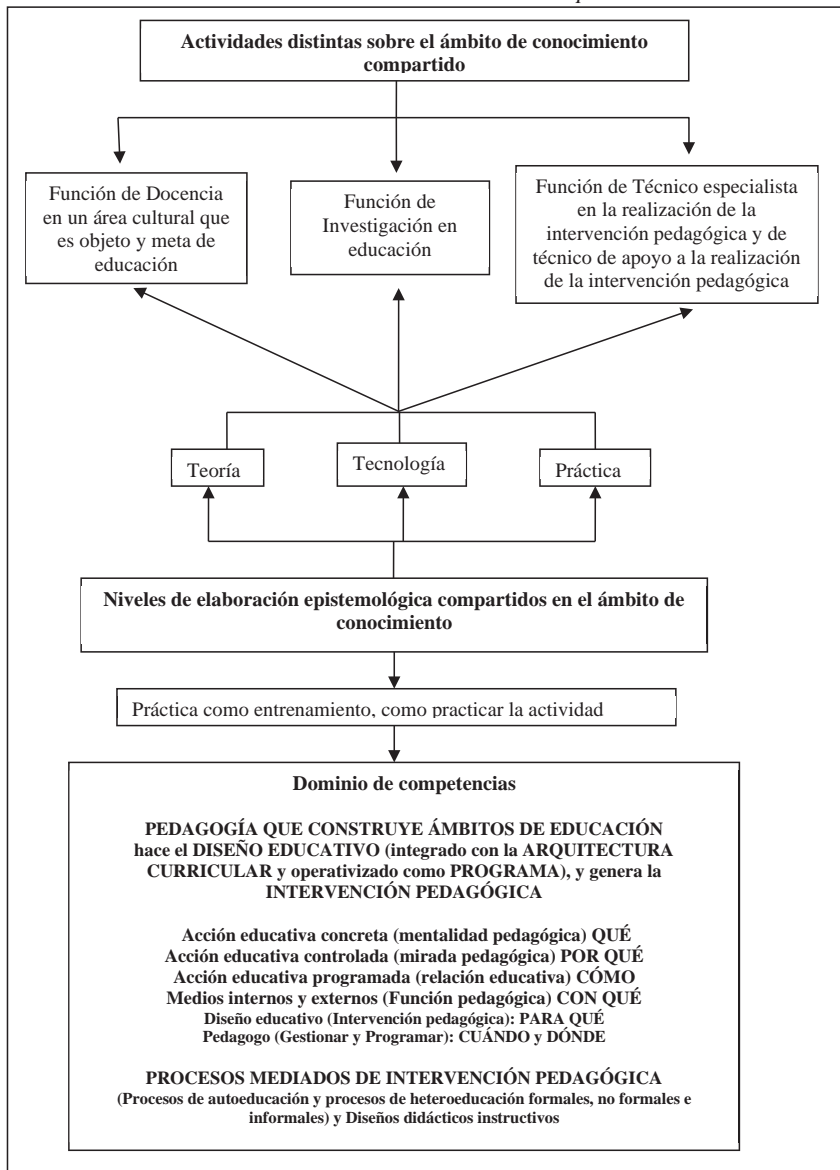 Actividades distintas sobre el ámbito de conocimiento
compartido
Función de Docencia
en un área cultural que
es objeto y meta de
educación
Función de
Investigación en
educación
Función de Técnico especialista
en la realización de la
intervención pedagógica y de
técnico de apoyo a la realización
de la intervención pedagógica
Teoría
Tecnología
Práctica
Niveles de elaboración epistemológica compartidos en el ámbito de
conocimiento
Práctica como entrenamiento, como practicar la actividad
Dominio de competencias
PEDAGOGÍA QUE CONSTRUYE ÁMBITOS DE EDUCACIÓN
hace el DISEÑO EDUCATIVO (integrado con la ARQUITECTURA
CURRICULAR y operativizado como PROGRAMA), y genera la
INTERVENCIÓN PEDAGÓGICA
Acción educativa concreta (mentalidad pedagógica) QUÉ
Acción educativa controlada (mirada pedagógica) POR QUÉ
Acción educativa programada (relación educativa) CÓMO
Medios internos y externos (Función pedagógica) CON QUÉ
Diseño educativo (Intervención pedagógica): PARA QUÉ
Pedagogo (Gestionar y Programar): CUÁNDO y DÓNDE
PROCESOS MEDIADOS DE INTERVENCIÓN PEDAGÓGICA
(Procesos de autoeducación y procesos de heteroeducación formales, no formales e
informales) y Diseños didácticos instructivos